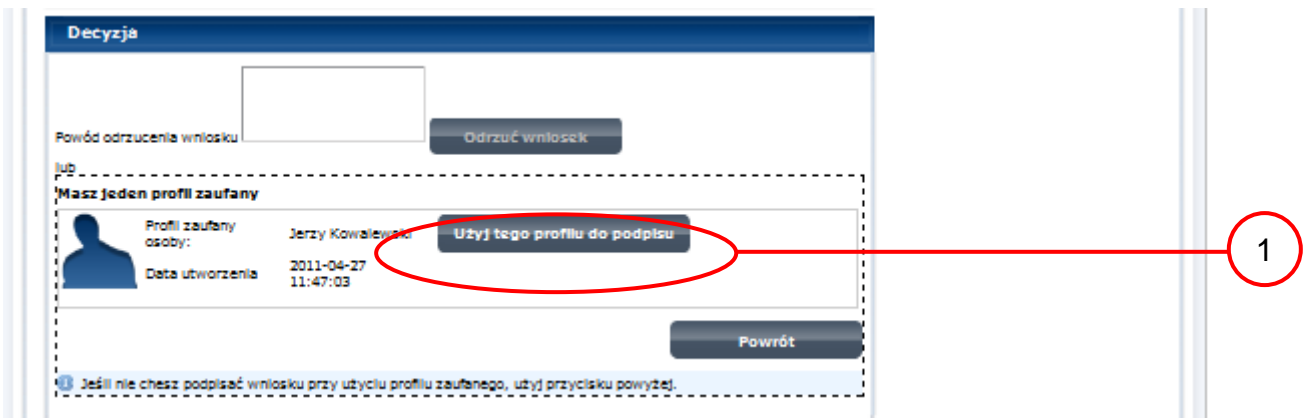 Decyzja
Powód odrzucenia wniosku
Odrzuć wniosek
lub
Masz jeden profil zaufany
Profil zaufany
osoby:
Jerzy Kowalewski
Użyj tego profilu do podpisu
Data utworzenia
2011-04-27
11:47:03
1
Powrót
Jeśli nie chesz podpisać wniosku przy użyciu profilu zaufanego, użyj przycisku powyżej.